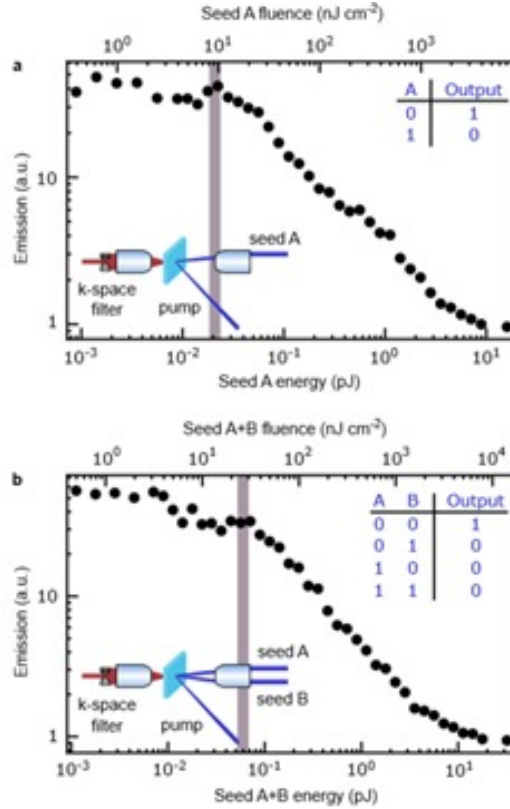 Seed A fluence (nJ cm⁻²)
10⁰ 10¹ 10² 10³
a
A Output
0 1
1 0
10
1
Emission (a.u.)
seed A
k-space
filter
pump
10⁻³ 10⁻² 10⁻¹ 10⁰ 10¹
Seed A energy (pJ)
Seed A+B fluence (nJ cm⁻²)
10⁰ 10¹ 10² 10³ 10⁴
b
A B Output
0 0 1
0 1 0
1 0 0
1 1 0
10
1
Emission (a.u.)
seed A
seed B
k-space
filter
pump
10⁻³ 10⁻² 10⁻¹ 10⁰ 10¹
Seed A+B energy (pJ)